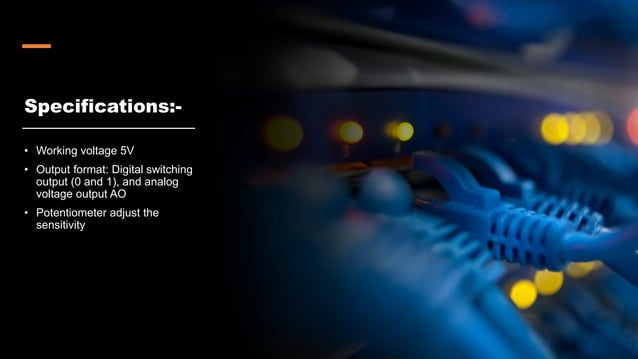 Specifications:-
• Working voltage 5V
• Output format: Digital switching
output (0 and 1), and analog
voltage output AO
• Potentiometer adjust the
sensitivity